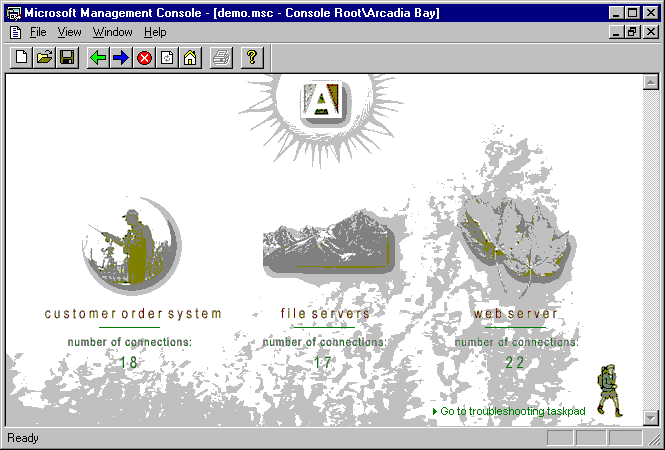 Microsoft Management Console - [demo.msc - Console Root\Arcadia Bay]
File View Window Help
A
customer order system file servers web server
number of connections: number of connections: number of connections:
18 17 22
Go to troubleshooting taskpad
Ready